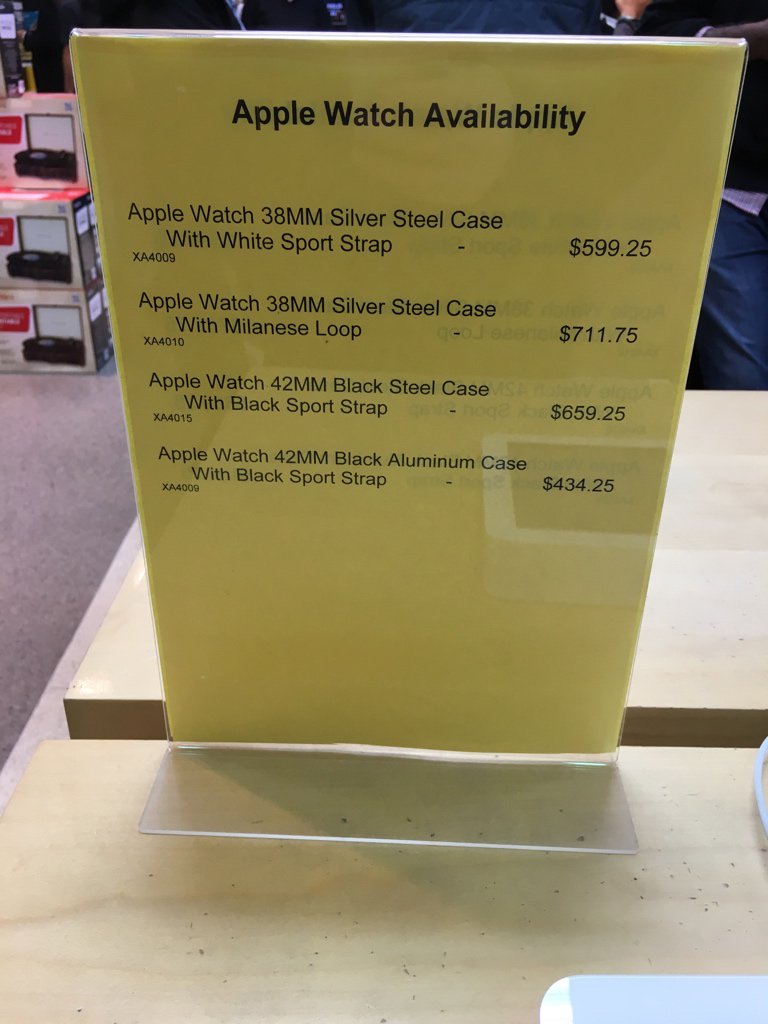 Apple Watch Availability
Apple Watch 38MM Silver Steel Case
With White Sport Strap - $599.25
XA4009
Apple Watch 38MM Silver Steel Case
With Milanese Loop - $711.75
XA4010
Apple Watch 42MM Black Steel Case
With Black Sport Strap - $659.25
XA4015
Apple Watch 42MM Black Aluminum Case
With Black Sport Strap - $434.25
XA4009